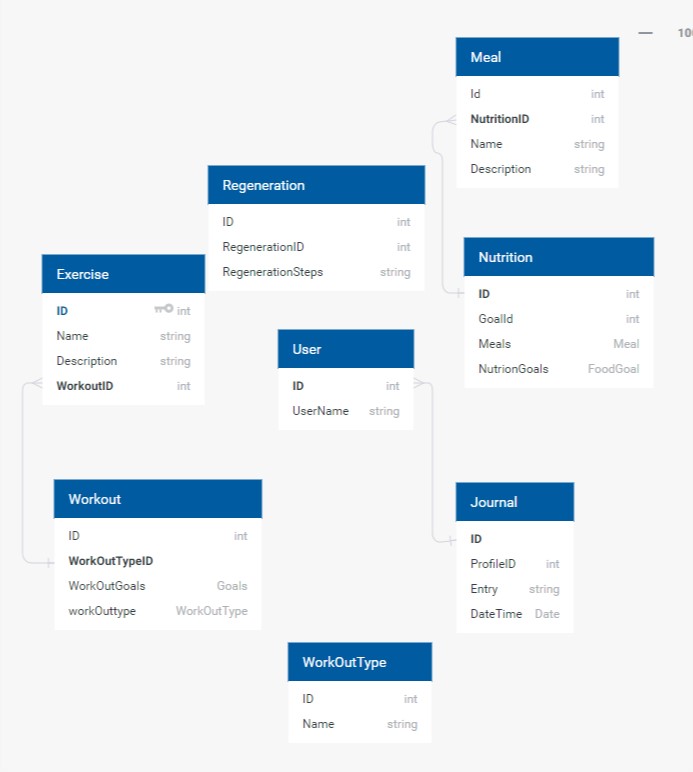 — 100
Meal
Id int
NutritionID int
Name string
Description string
Regeneration
ID int
RegenerationID int
RegenerationSteps string
Nutrition
ID int
GoalId int
Meals Meal
NutrionGoals FoodGoal
Exercise
ID int
Name string
Description string
WorkoutID int
User
ID int
UserName string
Workout
ID int
WorkOutTypeID
WorkOutGoals Goals
workOuttype WorkOutType
Journal
ID
ProfileID int
Entry string
DateTime Date
WorkOutType
ID int
Name string